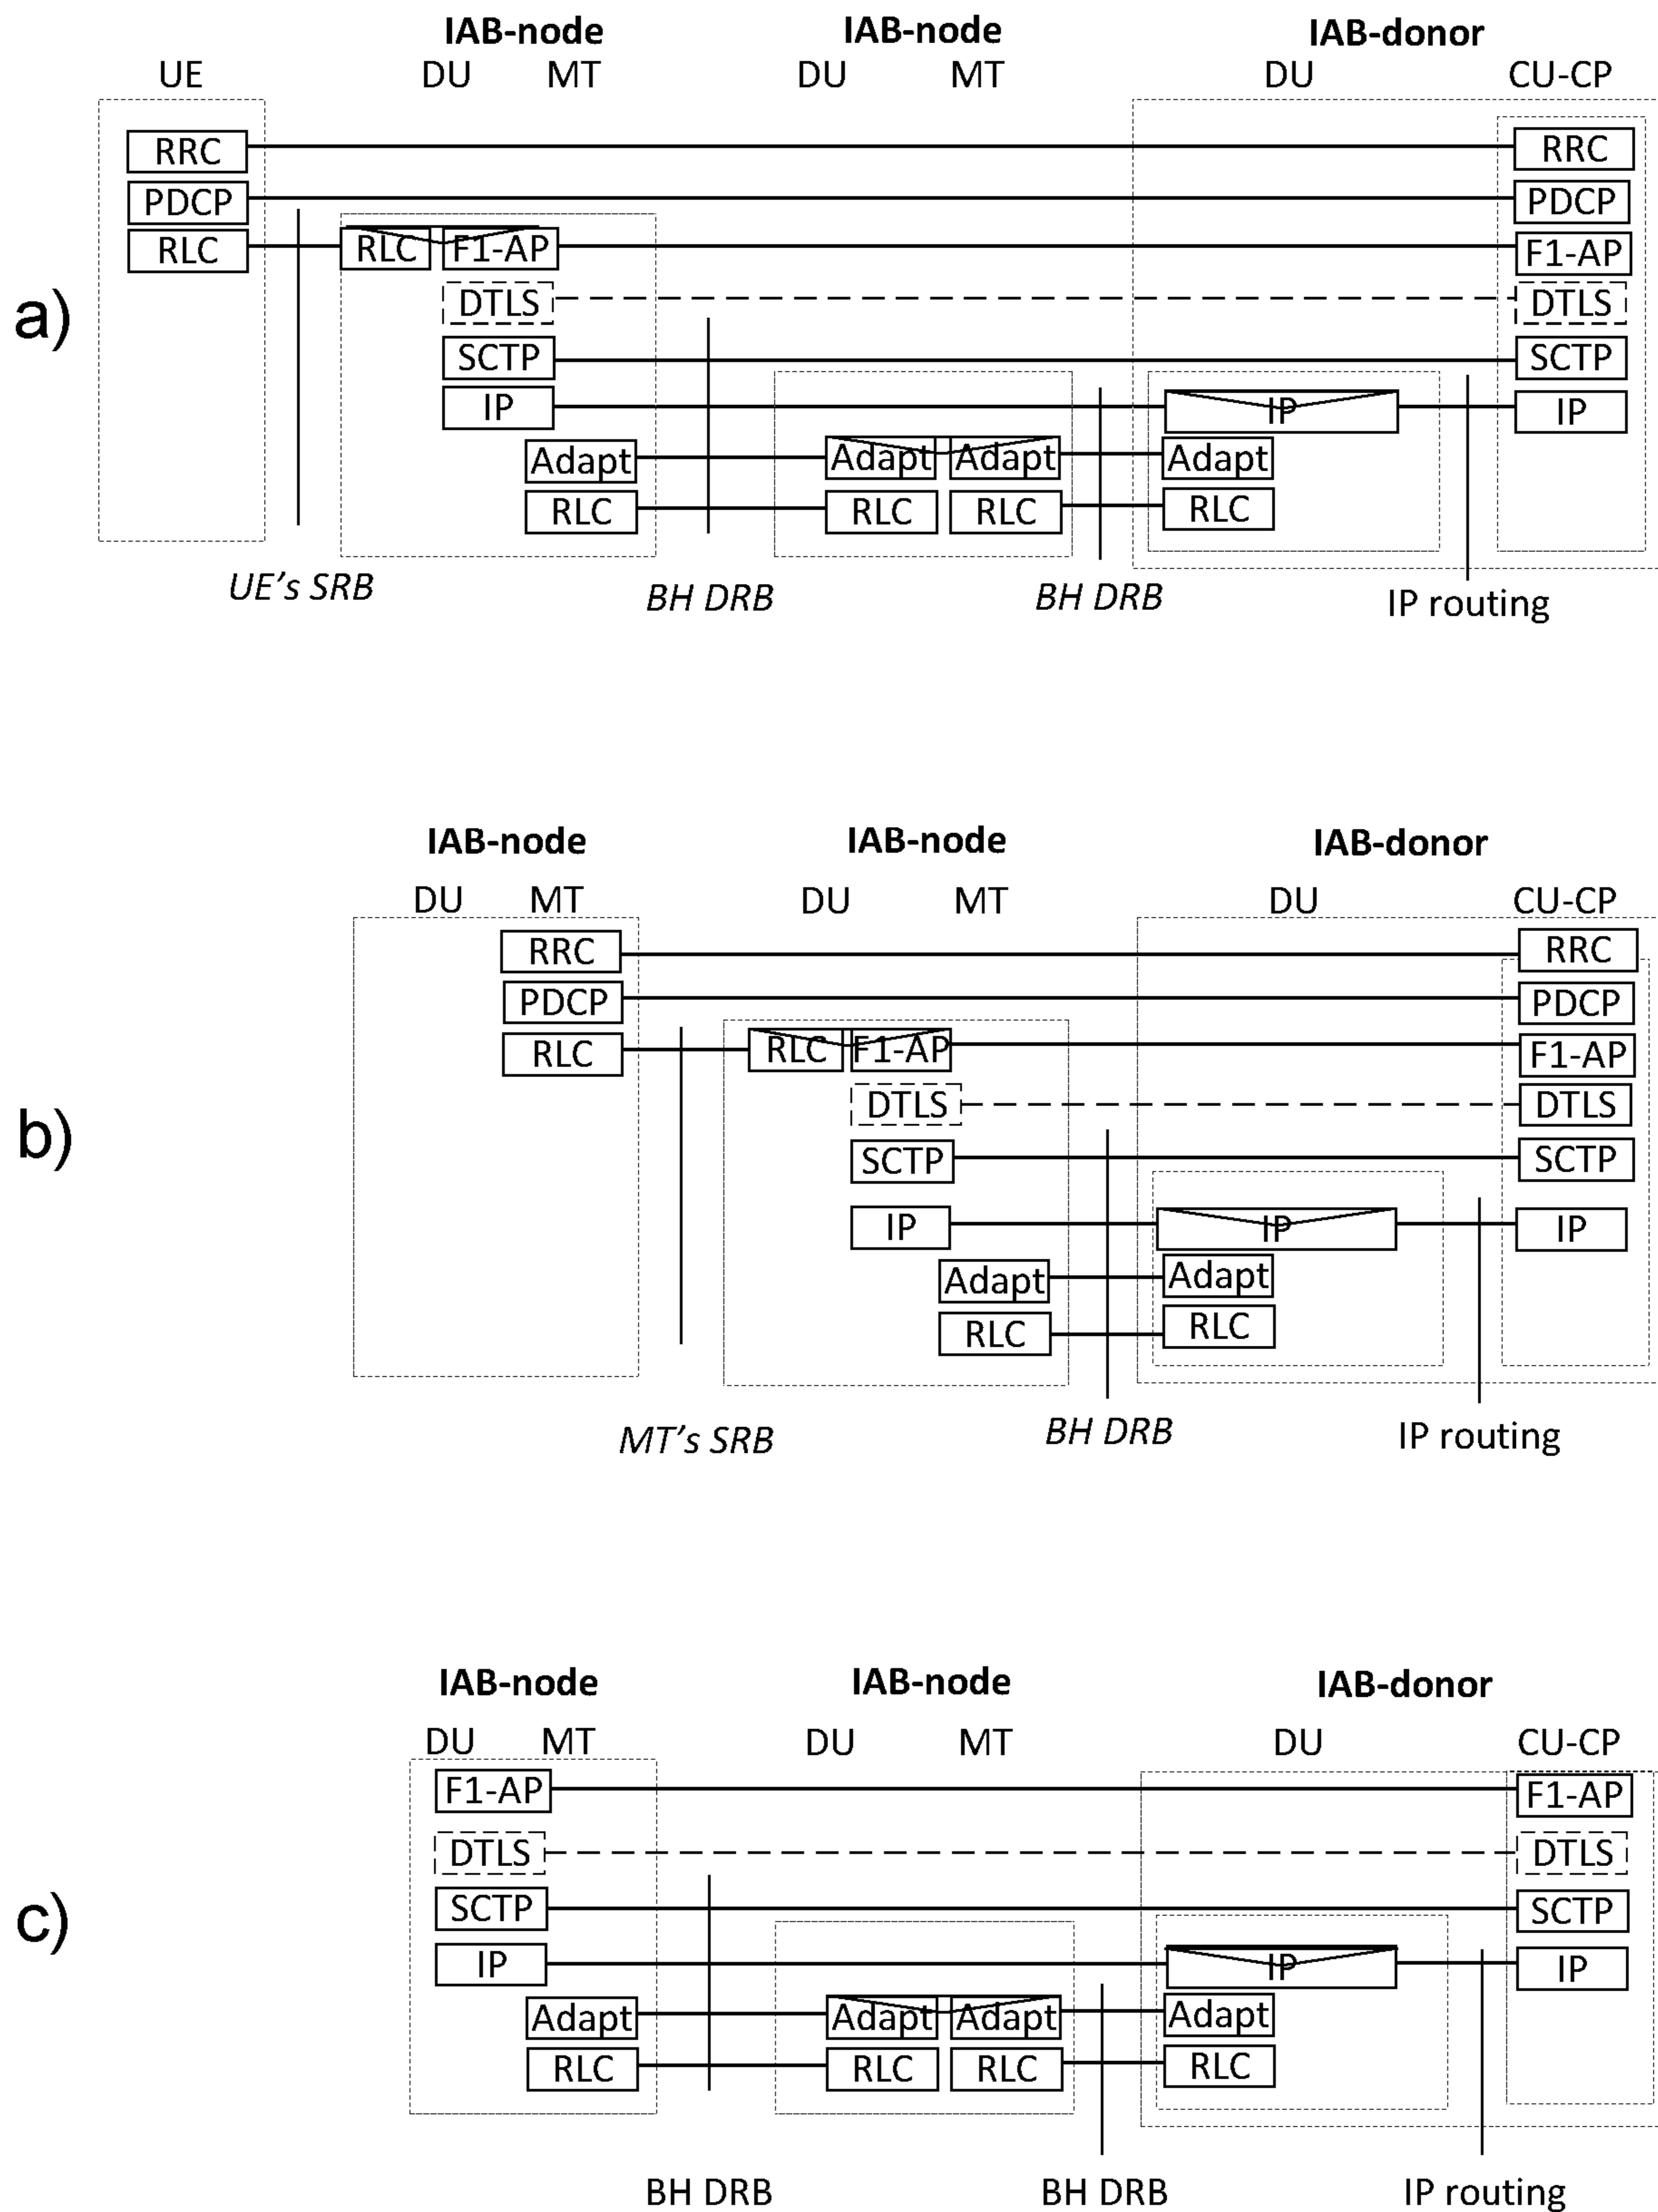 IAB-node IAB-node IAB-donor
UE DU MT DU MT DU CU-CP
RRC RRC
PDCP PDCP
RLC RLC F1-AP F1-AP
a)
DTLS DTLS
SCTP SCTP
IP IP IP
Adapt Adapt Adapt Adapt
RLC RLC RLC RLC
UE's SRB BH DRB BH DRB IP routing
IAB-node IAB-node IAB-donor
DU MT DU MT DU CU-CP
RRC RRC
PDCP PDCP
RLC RLC F1-AP F1-AP
b)
DTLS DTLS
SCTP SCTP
IP IP IP
Adapt Adapt
RLC RLC
MT's SRB BH DRB IP routing
IAB-node IAB-node IAB-donor
DU MT DU MT DU CU-CP
F1-AP F1-AP
DTLS DTLS
c)
SCTP SCTP
IP IP IP
Adapt Adapt Adapt Adapt
RLC RLC RLC RLC
BH DRB BH DRB IP routing